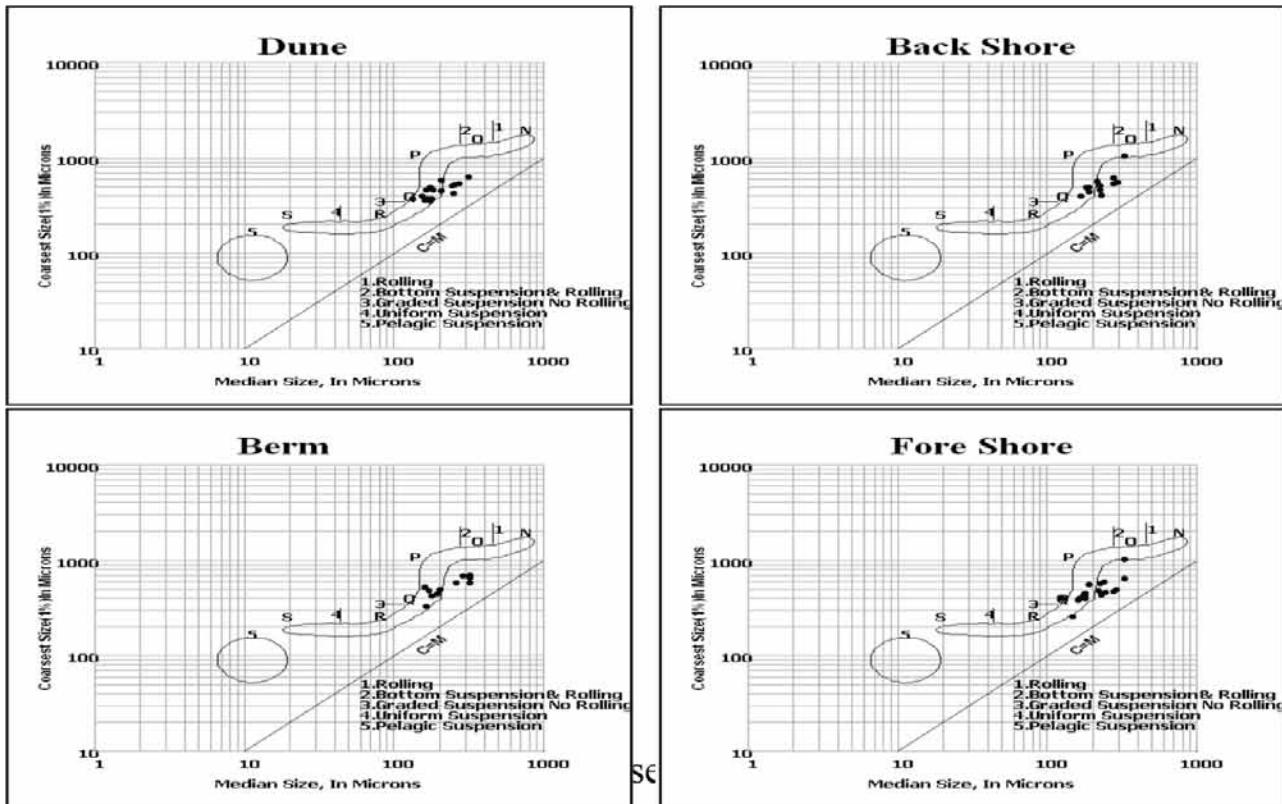 Dune
Coarsest Size(1%)In Microns
10000
1000
100
10
1 10 100 1000
2 1
O N
P
3 Q
S 4 R
5
C=M
1.Rolling
2.Bottom Suspension& Rolling
3.Graded Suspension No Rolling
4.Uniform Suspension
5.Pelagic Suspension
Median Size, In Microns
Back Shore
Coarsest Size(1%)In Microns
10000
1000
100
10
1 10 100 1000
2 1
O N
P
3 Q
S 4 R
5
C=M
1.Rolling
2.Bottom Suspension& Rolling
3.Graded Suspension No Rolling
4.Uniform Suspension
5.Pelagic Suspension
Median Size, In Microns
Berm
Coarsest Size(1%)In Microns
10000
1000
100
10
1 10 100 1000
2 1
O N
P
3 Q
S 4 R
5
C=M
1.Rolling
2.Bottom Suspension& Rolling
3.Graded Suspension No Rolling
4.Uniform Suspension
5.Pelagic Suspension
Median Size, In Microns
Fore Shore
Coarsest Size(1%)In Microns
10000
1000
100
10
1 10 100 1000
2 1
O N
P
3 Q
S 4 R
5
C=M
1.Rolling
2.Bottom Suspension& Rolling
3.Graded Suspension No Rolling
4.Uniform Suspension
5.Pelagic Suspension
Median Size, In Microns